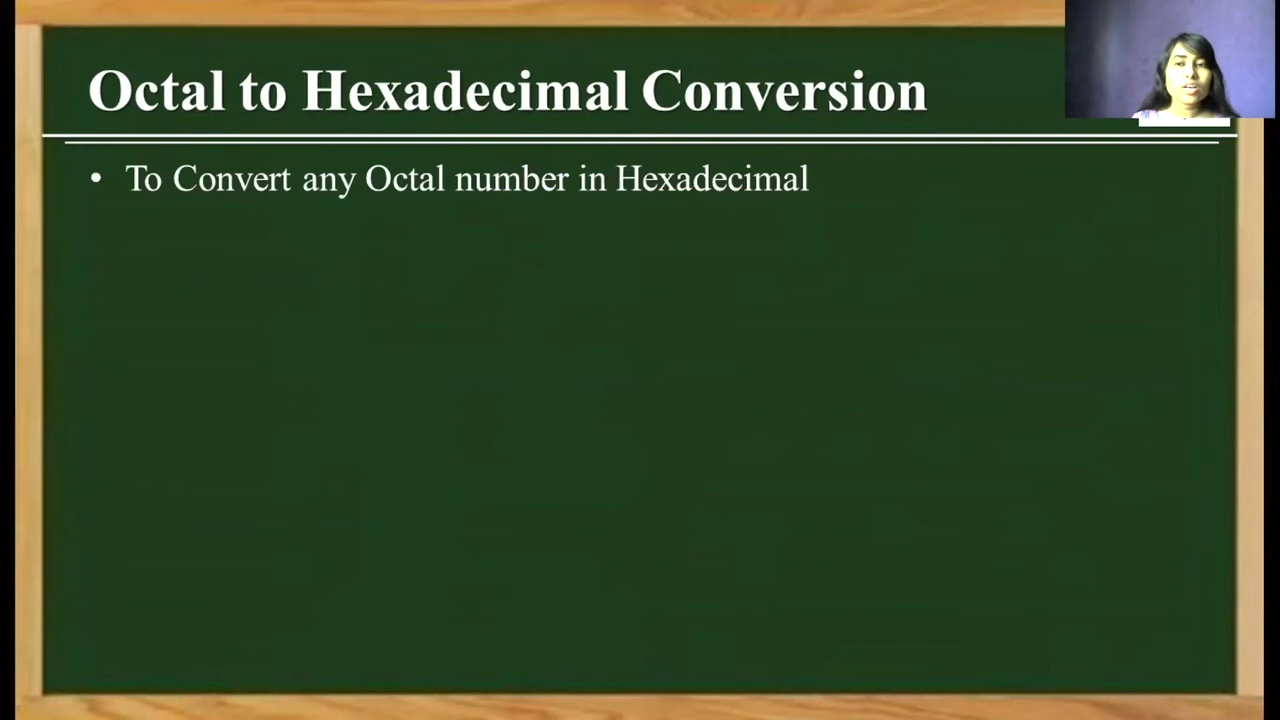 Octal to Hexadecimal Conversion
• To Convert any Octal number in Hexadecimal